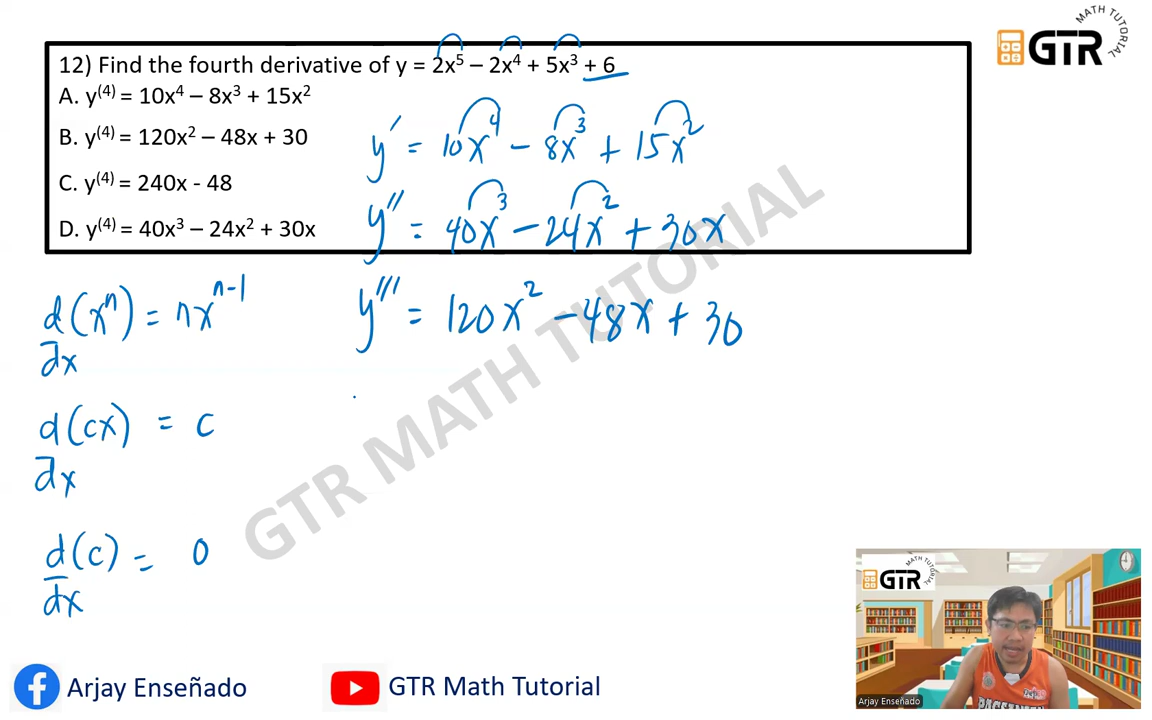 MATH TUTORIAL
GTR
12) Find the fourth derivative of y = 2x⁵ – 2x⁴ + 5x³ + 6
A. y⁽⁴⁾ = 10x⁴ – 8x³ + 15x²
B. y⁽⁴⁾ = 120x² – 48x + 30
C. y⁽⁴⁾ = 240x - 48
D. y⁽⁴⁾ = 40x³ – 24x² + 30x
y′ = 10x⁴ – 8x³ + 15x²
y″ = 40x³ – 24x² + 30x
y‴ = 120x² – 48x + 30
d/dx (xⁿ) = nxⁿ⁻¹
d/dx (cx) = c
d/dx (c) = 0
GTR MATH TUTORIAL
MATH TUTORIAL
GTR
Arjay Enseñado
Arjay Enseñado
GTR Math Tutorial